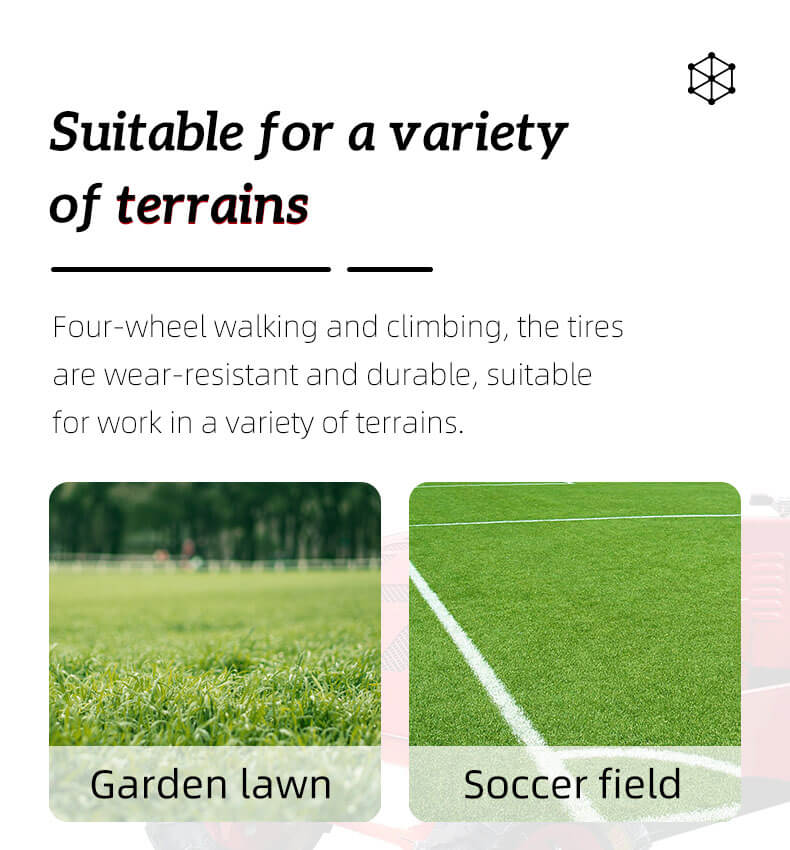 Suitable for a variety
of terrains
Four-wheel walking and climbing, the tires
are wear-resistant and durable, suitable
for work in a variety of terrains.
Garden lawn
Soccer field